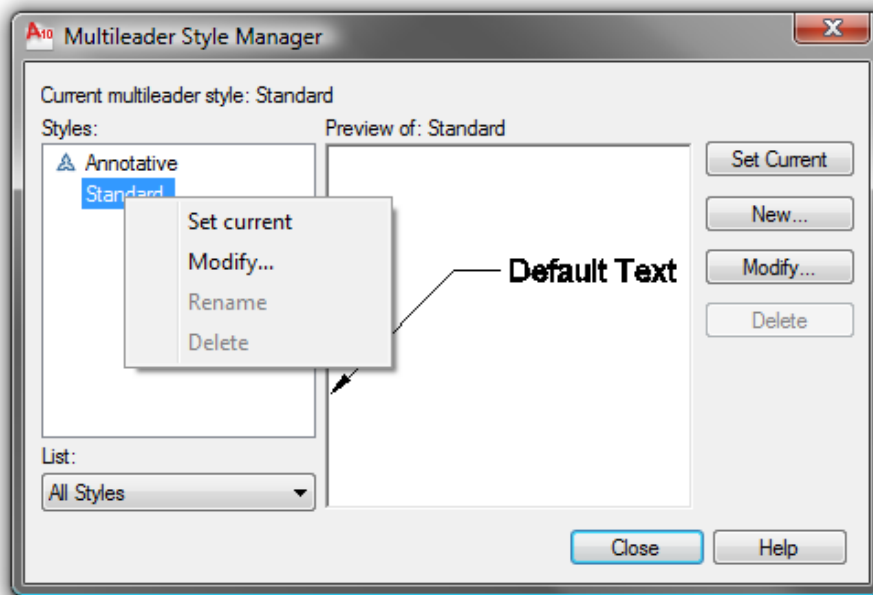 A10 Multileader Style Manager
Current multileader style: Standard
Styles:
Preview of: Standard
Annotative
Standard
Set current
Modify...
Rename
Delete
Default Text
Set Current
New...
Modify...
Delete
List:
All Styles
Close
Help